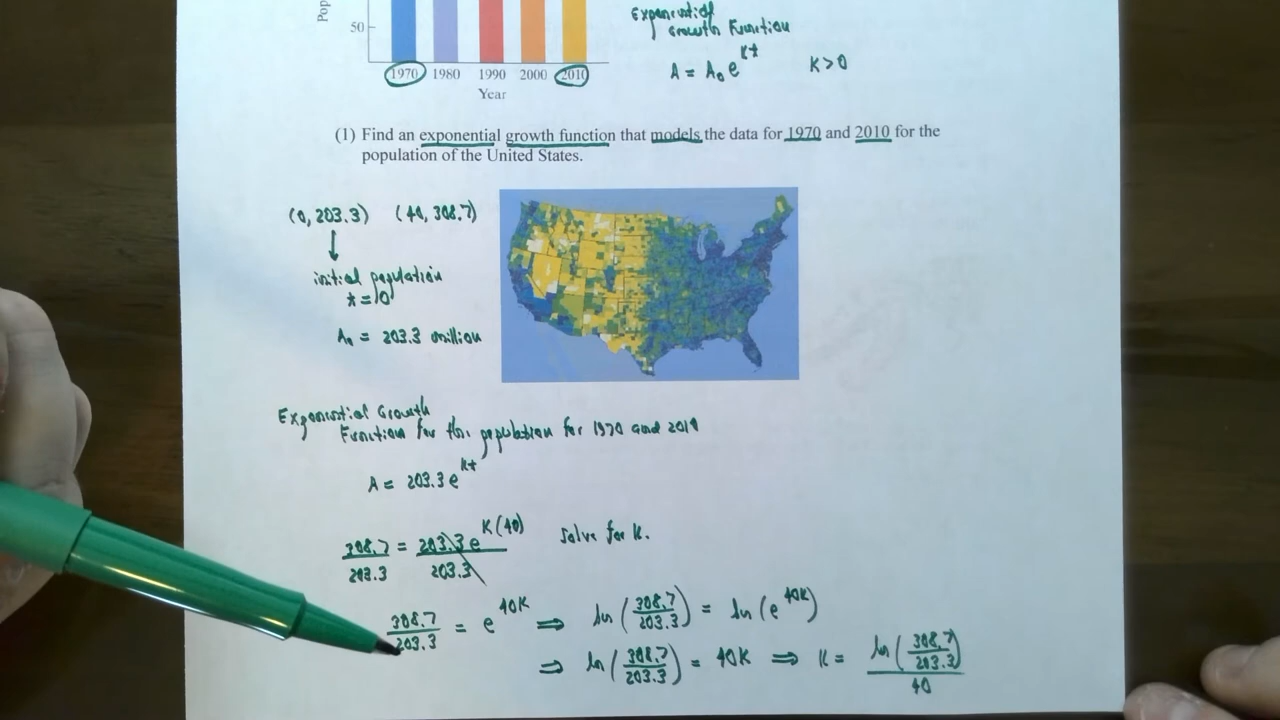 Pop
50
1970 1980 1990 2000 2010
Year
Exponential
Growth Function
A = A₀e^{kt} K>0
(1) Find an exponential growth function that models the data for 1970 and 2010 for the
population of the United States.
(0, 203.3) (40, 308.7)
↓
initial population
t = 0
A₀ = 203.3 million
Exponential Growth
Function for this population for 1970 and 2010
A = 203.3 e^{kt}
308.7/203.3 = 203.3 e^{K(40)}/203.3 Solve for K.
308.7/203.3 = e^{40K} ⇒ ln(308.7/203.3) = ln(e^{40K})
⇒ ln(308.7/203.3) = 40K ⇒ K = ln(308.7/203.3)/40